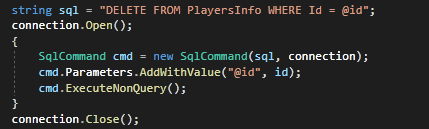 string sql = "DELETE FROM PlayersInfo WHERE Id = @id";
connection.Open();
{
SqlCommand cmd = new SqlCommand(sql, connection);
cmd.Parameters.AddWithValue("@id", id);
cmd.ExecuteNonQuery();
}
connection.Close();